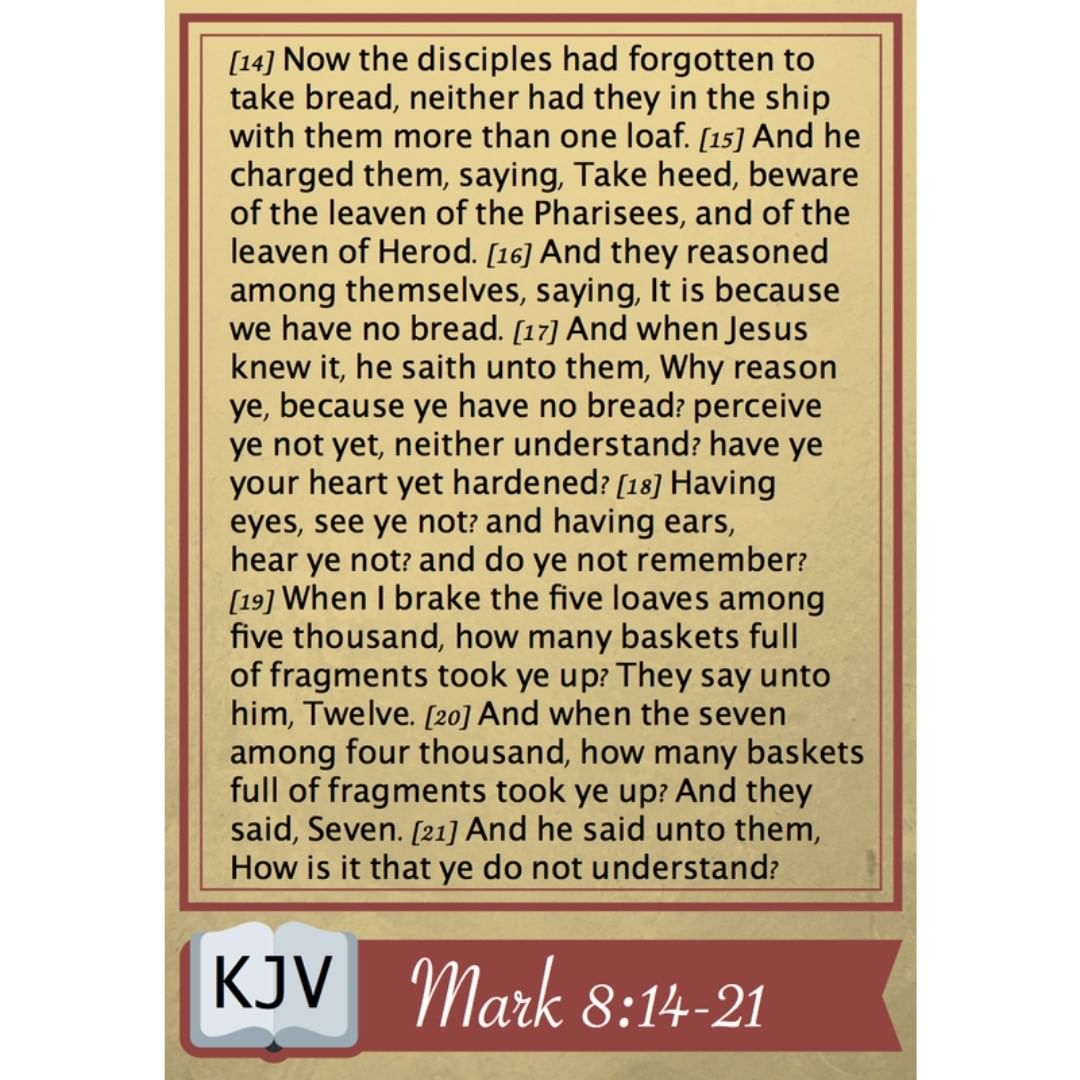 [14] Now the disciples had forgotten to
take bread, neither had they in the ship
with them more than one loaf. [15] And he
charged them, saying, Take heed, beware
of the leaven of the Pharisees, and of the
leaven of Herod. [16] And they reasoned
among themselves, saying, It is because
we have no bread. [17] And when Jesus
knew it, he saith unto them, Why reason
ye, because ye have no bread? perceive
ye not yet, neither understand? have ye
your heart yet hardened? [18] Having
eyes, see ye not? and having ears,
hear ye not? and do ye not remember?
[19] When I brake the five loaves among
five thousand, how many baskets full
of fragments took ye up? They say unto
him, Twelve. [20] And when the seven
among four thousand, how many baskets
full of fragments took ye up? And they
said, Seven. [21] And he said unto them,
How is it that ye do not understand?
KJV
Mark 8:14-21